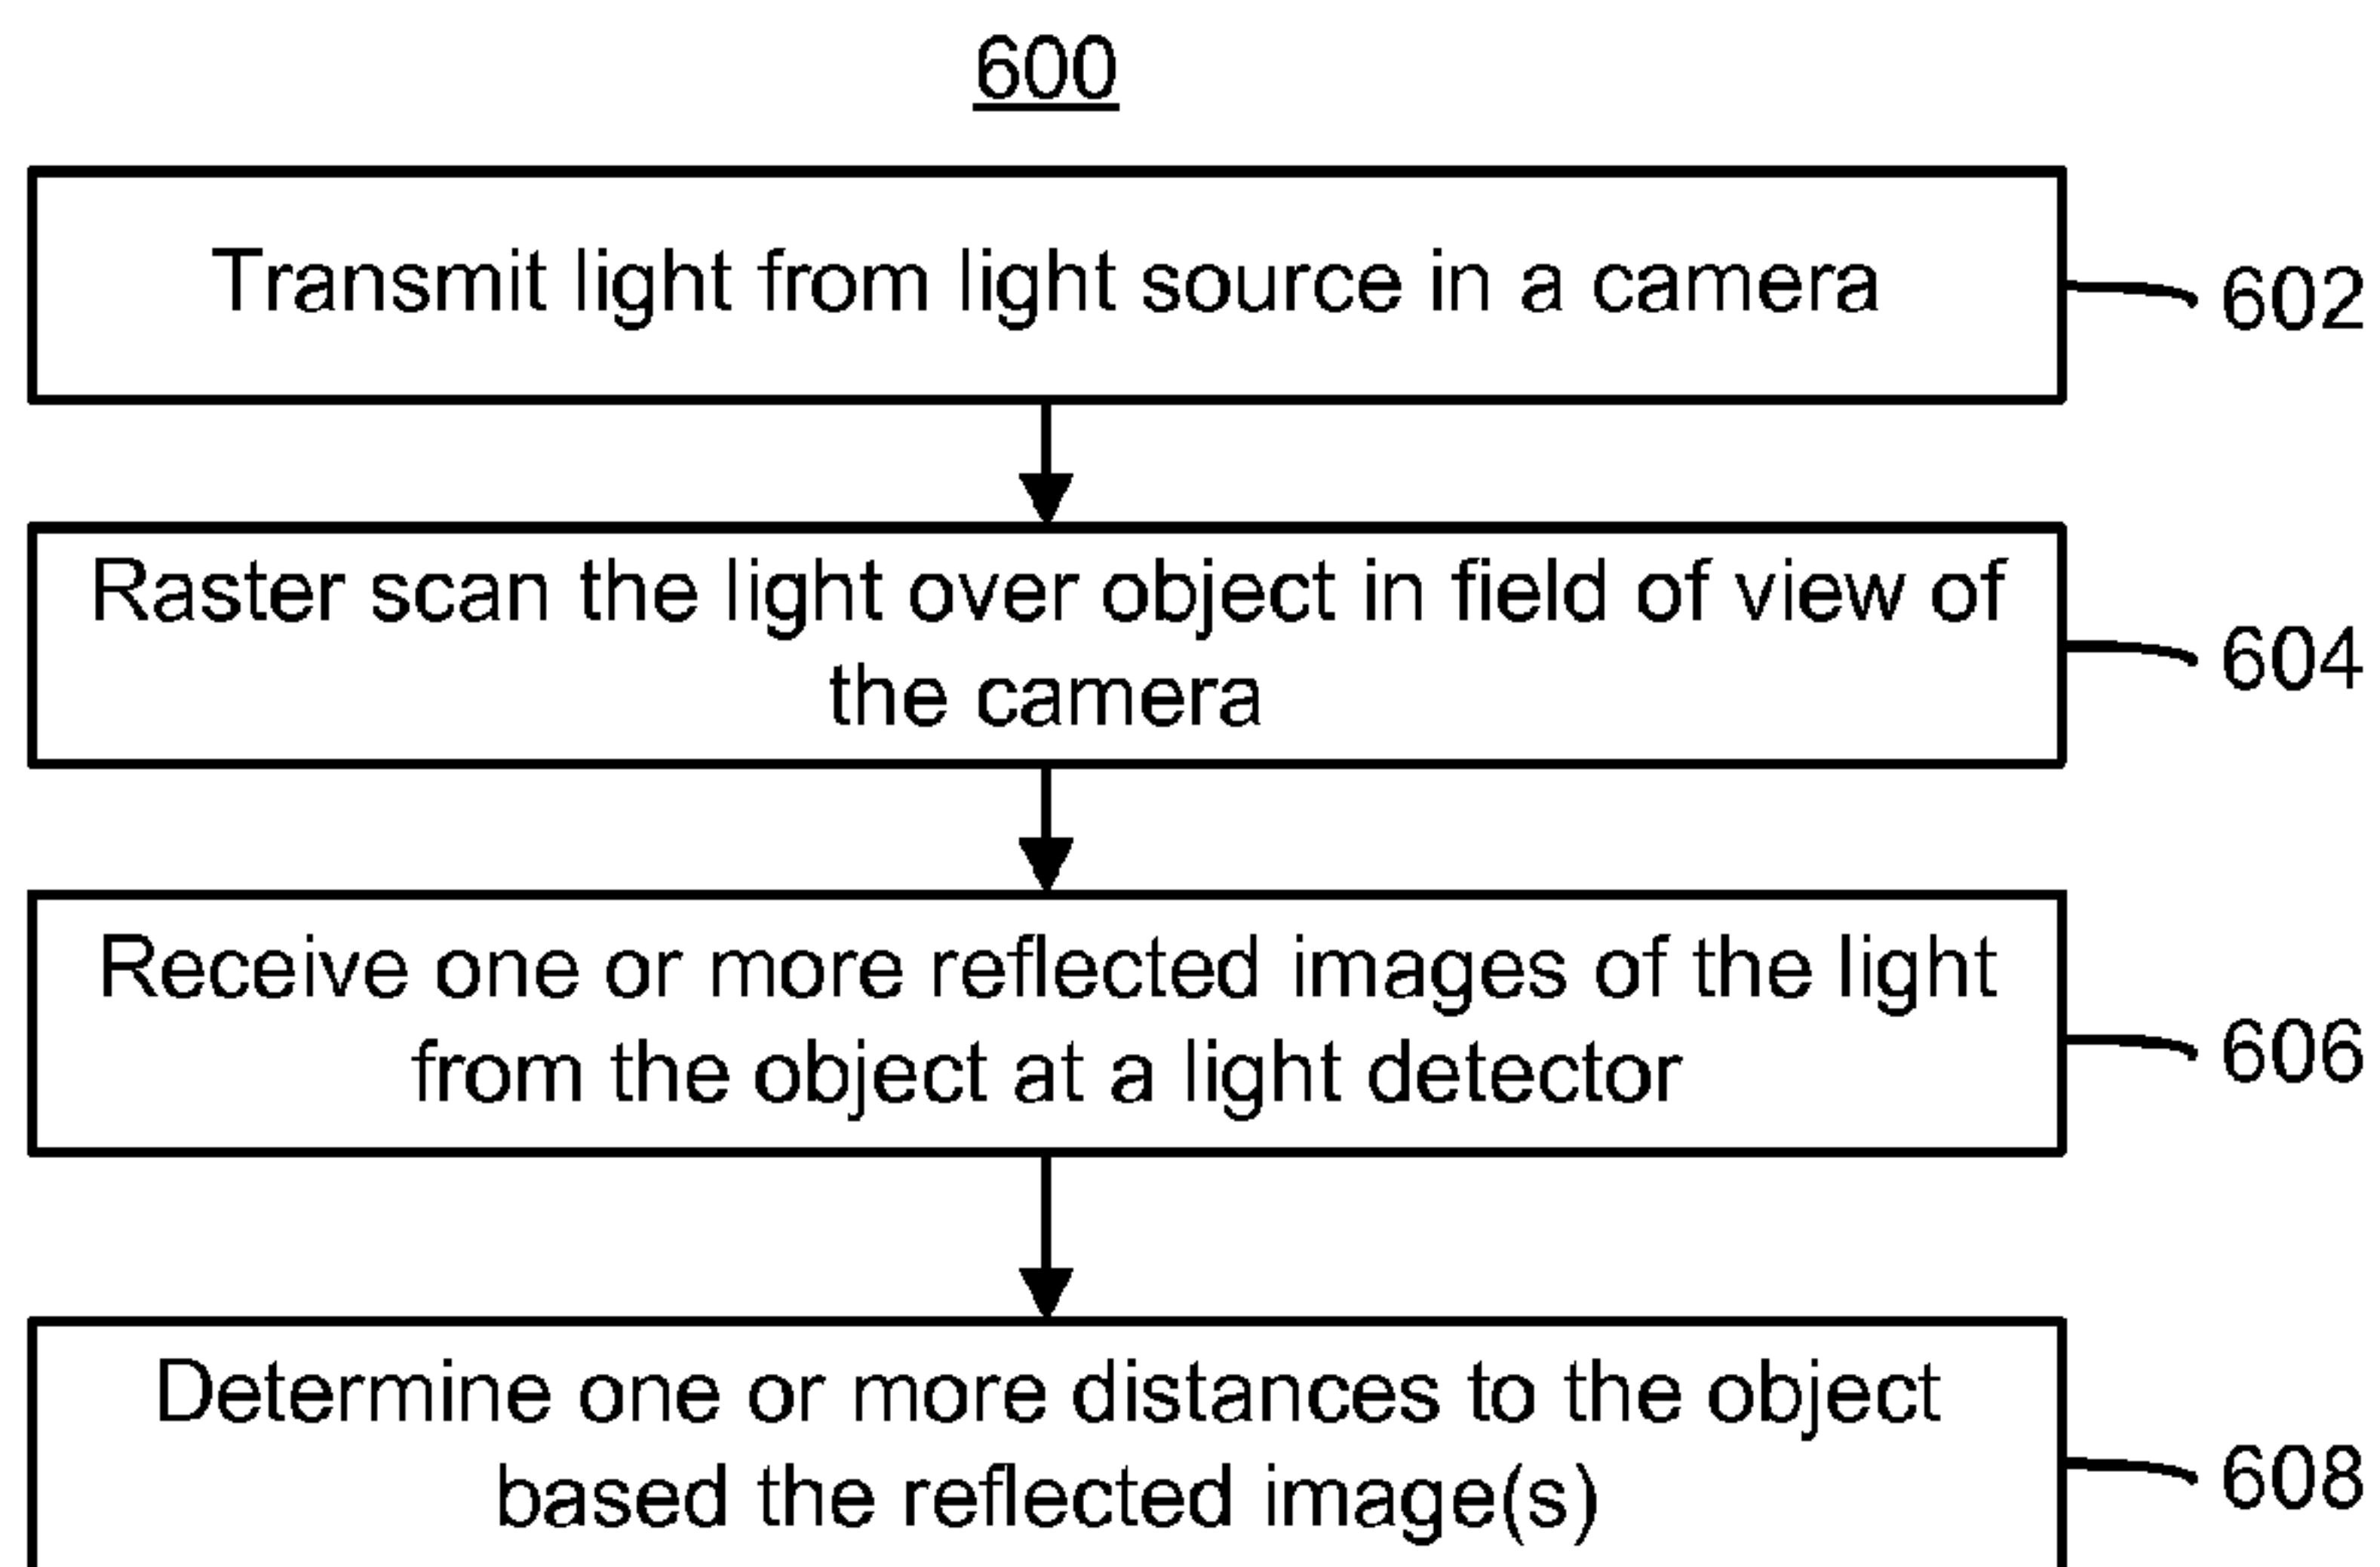 600
Transmit light from light source in a camera
602
Raster scan the light over object in field of view of
the camera
604
Receive one or more reflected images of the light
from the object at a light detector
606
Determine one or more distances to the object
based the reflected image(s)
608